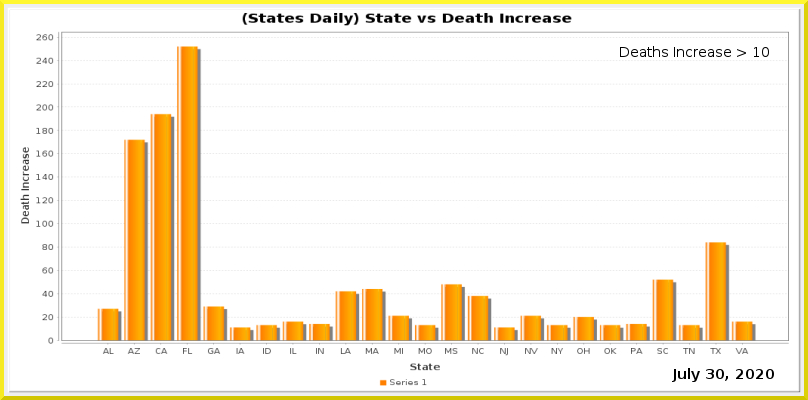 (States Daily) State vs Death Increase
Deaths Increase > 10
Death Increase
260
240
220
200
180
160
140
120
100
80
60
40
20
0
AL AZ CA FL GA IA ID IL IN LA MA MI MO MS NC NJ NV NY OH OK PA SC TN TX VA
State
Series 1
July 30, 2020